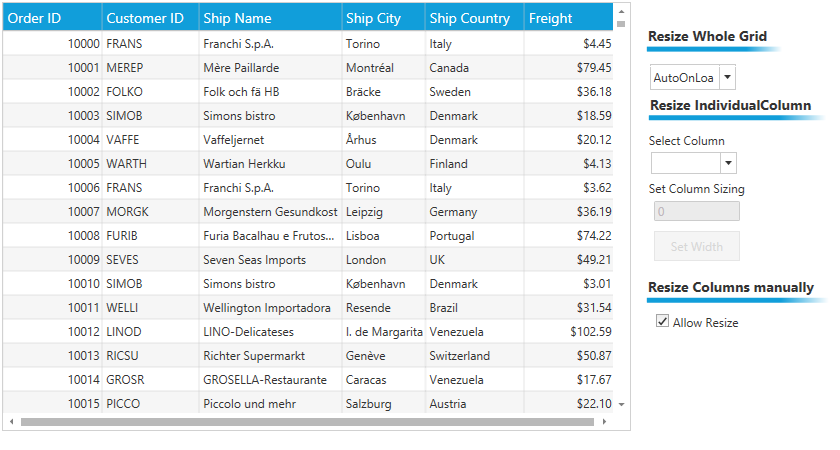 Order ID Customer ID Ship Name Ship City Ship Country Freight
10000 FRANS Franchi S.p.A. Torino Italy $4.45
10001 MEREP Mère Paillarde Montréal Canada $79.45
10002 FOLKO Folk och fä HB Bräcke Sweden $36.18
10003 SIMOB Simons bistro København Denmark $18.59
10004 VAFFE Vaffeljernet Århus Denmark $20.12
10005 WARTH Wartian Herkku Oulu Finland $4.13
10006 FRANS Franchi S.p.A. Torino Italy $3.62
10007 MORGK Morgenstern Gesundkost Leipzig Germany $36.19
10008 FURIB Furia Bacalhau e Frutos... Lisboa Portugal $74.22
10009 SEVES Seven Seas Imports London UK $49.21
10010 SIMOB Simons bistro København Denmark $3.01
10011 WELLI Wellington Importadora Resende Brazil $31.54
10012 LINOD LINO-Delicateses I. de Margarita Venezuela $102.59
10013 RICSU Richter Supermarkt Genève Switzerland $50.87
10014 GROSR GROSELLA-Restaurante Caracas Venezuela $17.67
10015 PICCO Piccolo und mehr Salzburg Austria $22.10
Resize Whole Grid
AutoOnLoa
Resize IndividualColumn
Select Column
Set Column Sizing
0
Set Width
Resize Columns manually
Allow Resize